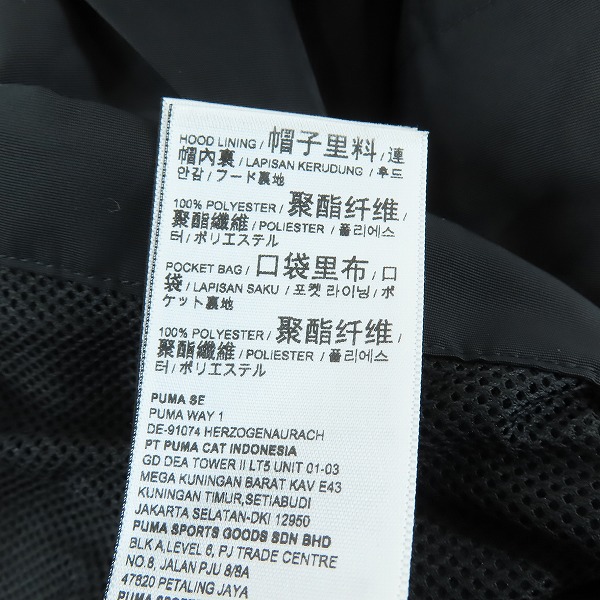 HOOD LINING / 帽子里料 / 連
帽內裏 / LAPISAN KERUDUNG / 후드
안감 / フード裏地
100% POLYESTER / 聚酯纤维 /
聚酯纖維 / POLYESTER / 폴리에스
터 / ポリエステル
POCKET BAG / 口袋里布 / 口
袋 / LAPISAN SAKU / 포켓 라이닝 / ポ
ケット裏地
100% POLYESTER / 聚酯纤维 /
聚酯纖維 / POLYESTER / 폴리에스
터 / ポリエステル
PUMA SE
PUMA WAY 1
DE-91074 HERZOGENAURACH
PT PUMA CAT INDONESIA
GD DEA TOWER II LT5 UNIT 01-03
MEGA KUNINGAN BARAT KAV E43
KUNINGAN TIMUR,SETIABUDI
JAKARTA SELATAN-DKI 12950
PUMA SPORTS GOODS SDN BHD
BLK A,LEVEL 6, PJ TRADE CENTRE
NO.8, JALAN PJU 8/8A
47820 PETALING JAYA